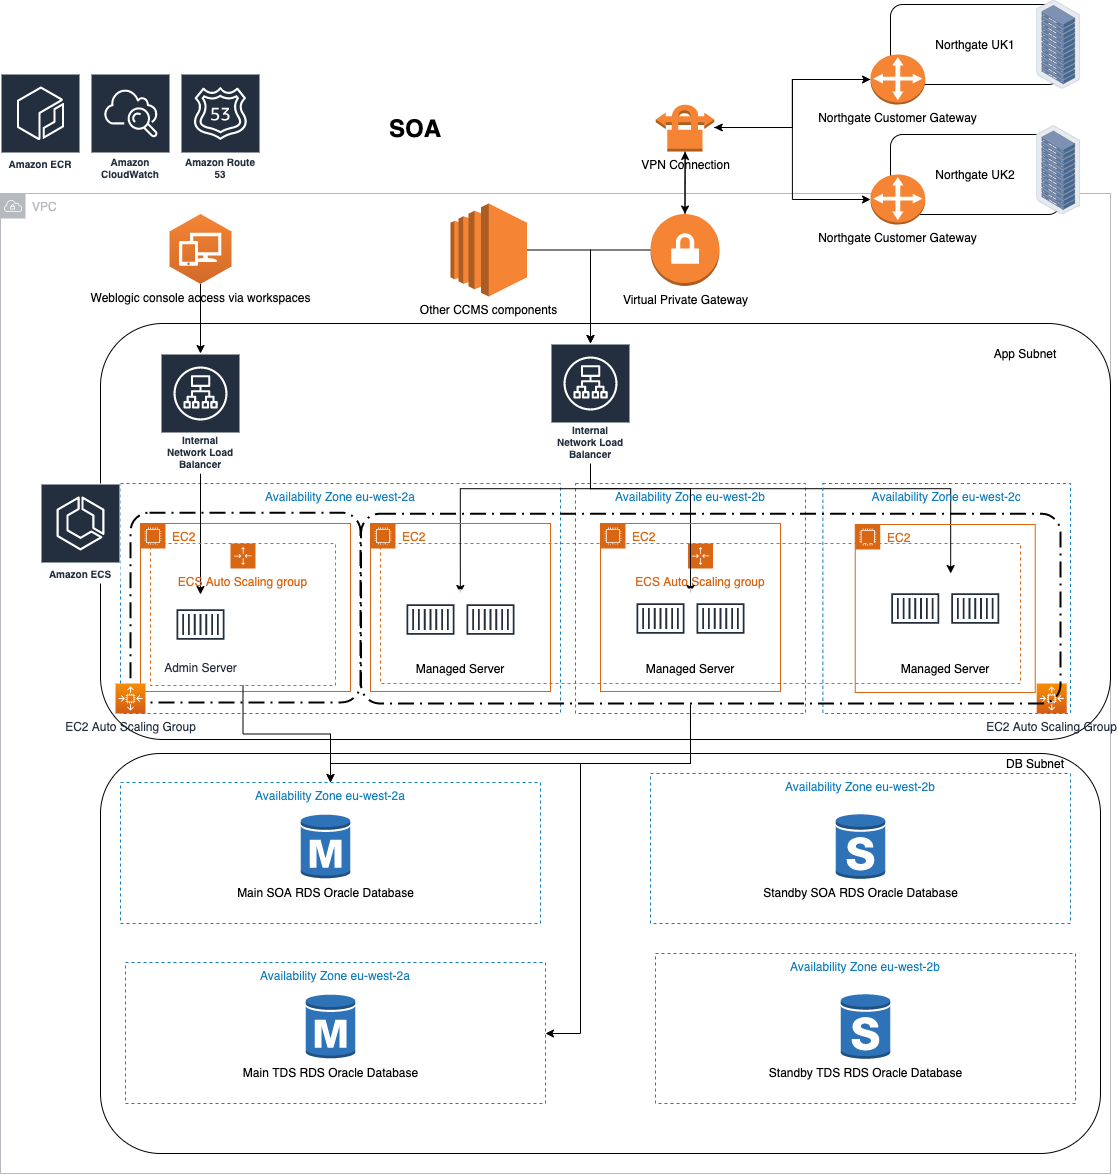 Northgate UK1
Northgate Customer Gateway
SOA
53
Amazon ECR
Amazon
CloudWatch
Amazon Route
53
VPN Connection
Northgate UK2
Northgate Customer Gateway
VPC
Weblogic console access via workspaces
Other CCMS components
Virtual Private Gateway
App Subnet
Internal
Network Load
Balancer
Internal
Network Load
Balancer
Availability Zone eu-west-2a
Availability Zone eu-west-2b
Availability Zone eu-west-2c
Amazon ECS
EC2
EC2
EC2
EC2
ECS Auto Scaling group
ECS Auto Scaling group
Admin Server
Managed Server
Managed Server
Managed Server
EC2 Auto Scaling Group
EC2 Auto Scaling Group
DB Subnet
Availability Zone eu-west-2a
M
Main SOA RDS Oracle Database
Availability Zone eu-west-2b
S
Standby SOA RDS Oracle Database
Availability Zone eu-west-2a
M
Main TDS RDS Oracle Database
Availability Zone eu-west-2b
S
Standby TDS RDS Oracle Database